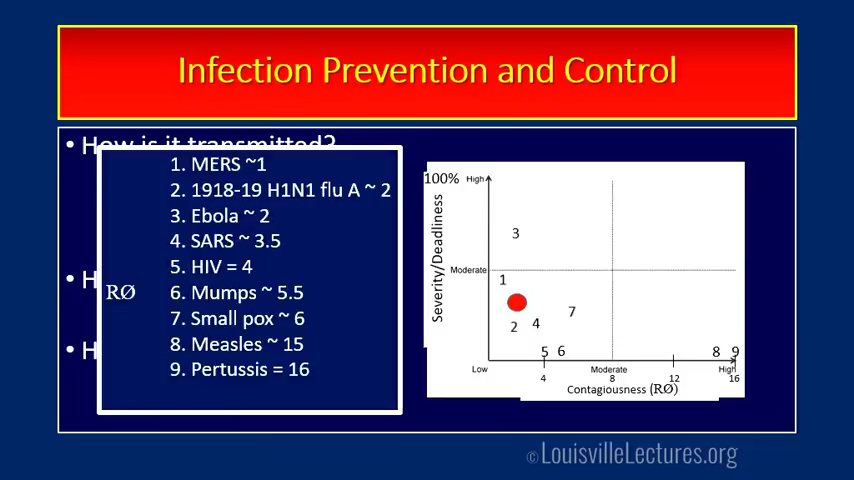 Infection Prevention and Control
• How is it transmitted?
• H
• H
RØ
1. MERS ~1
2. 1918-19 H1N1 flu A ~ 2
3. Ebola ~ 2
4. SARS ~ 3.5
5. HIV = 4
6. Mumps ~ 5.5
7. Small pox ~ 6
8. Measles ~ 15
9. Pertussis = 16
100%
High
Severity/Deadliness
3
Moderate
1
7
2
4
5
6
8
9
Low
Moderate
High
4
8
12
16
Contagiousness (RØ)
© LouisvilleLectures.org